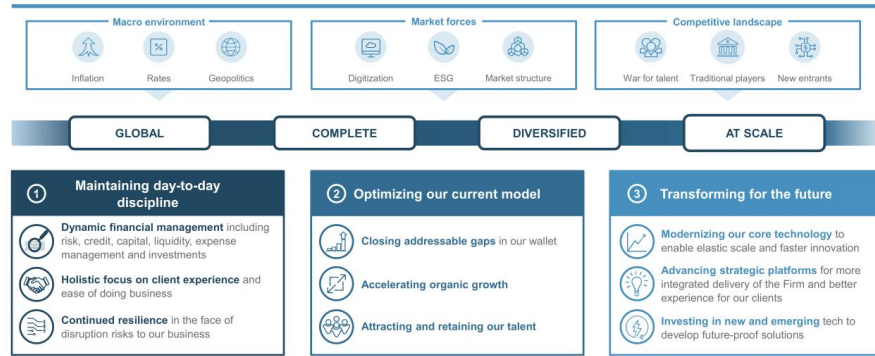 Macro environment
Inflation
Rates
Geopolitics
Market forces
Digitization
ESG
Market structure
Competitive landscape
War for talent
Traditional players
New entrants
GLOBAL
COMPLETE
DIVERSIFIED
AT SCALE
1
Maintaining day-to-day
discipline
Dynamic financial management including
risk, credit, capital, liquidity, expense
management and investments
Holistic focus on client experience and
ease of doing business
Continued resilience in the face of
disruption risks to our business
2
Optimizing our current model
Closing addressable gaps in our wallet
Accelerating organic growth
Attracting and retaining our talent
3
Transforming for the future
Modernizing our core technology to
enable elastic scale and faster innovation
Advancing strategic platforms for more
integrated delivery of the Firm and better
experience for our clients
Investing in new and emerging tech to
develop future-proof solutions